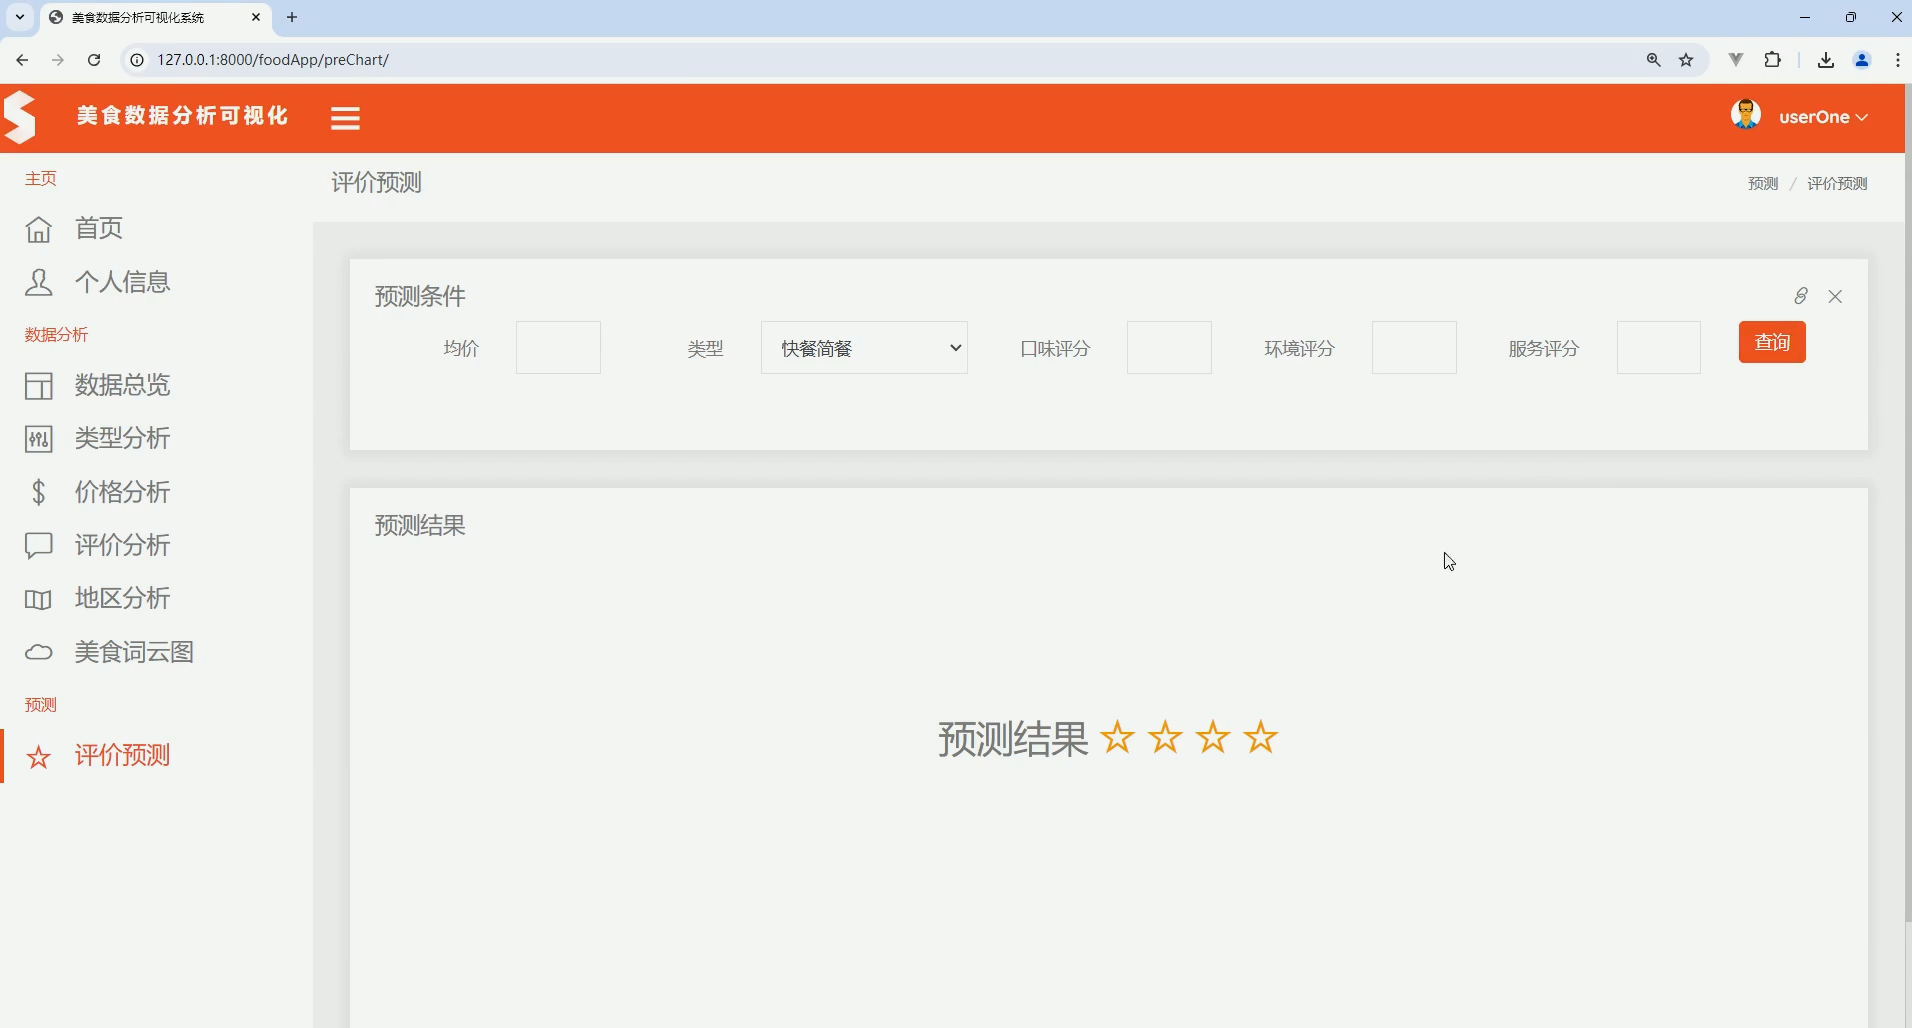 美食数据分析可视化系统
127.0.0.1:8000/foodApp/preChart/
美食数据分析可视化
userOne
主页
首页
个人信息
数据分析
数据总览
类型分析
价格分析
评价分析
地区分析
美食词云图
预测
评价预测
评价预测
预测 / 评价预测
预测条件
均价
类型
快餐简餐
口味评分
环境评分
服务评分
查询
预测结果
预测结果